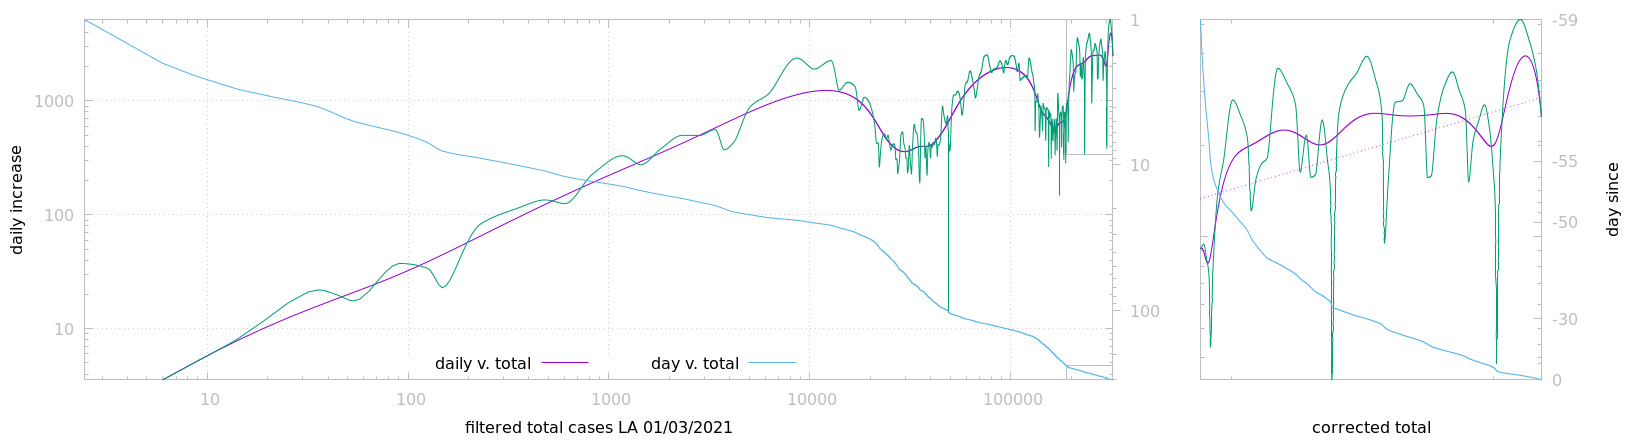 1000
100
10
daily increase
10
100
1000
10000
100000
filtered total cases LA 01/03/2021
daily v. total
day v. total
1
10
100
-59
-55
-50
-30
0
day since
corrected total